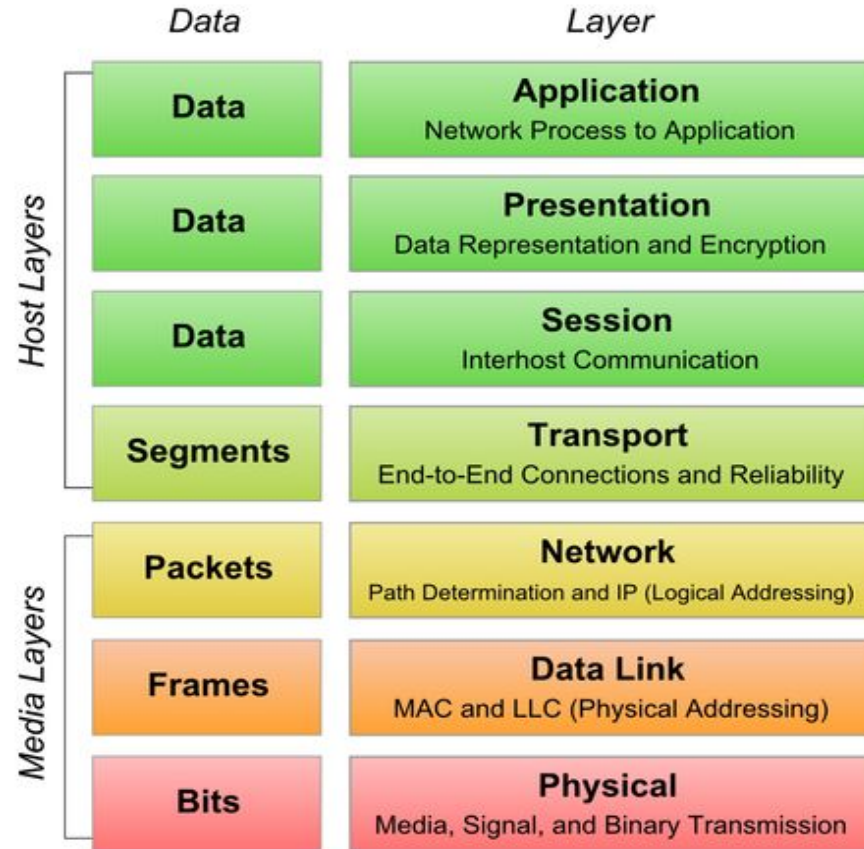 Data Layer
Host Layers
Data Application
Network Process to Application
Data Presentation
Data Representation and Encryption
Data Session
Interhost Communication
Segments Transport
End-to-End Connections and Reliability
Media Layers
Packets Network
Path Determination and IP (Logical Addressing)
Frames Data Link
MAC and LLC (Physical Addressing)
Bits Physical
Media, Signal, and Binary Transmission